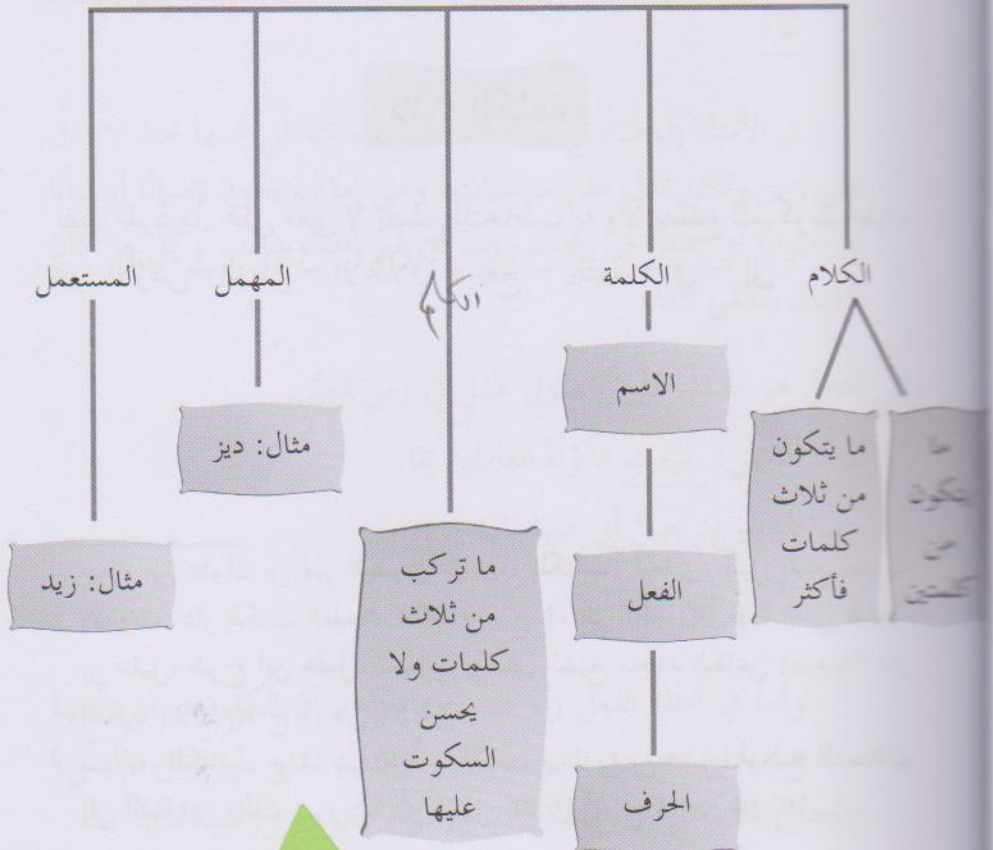 الكلام
الكلمة
الكلم
المهمل
المستعمل
ما
يتكون
من
كلمتين
ما يتكون
من ثلاث
كلمات
فأكثر
الاسم
الفعل
الحرف
ما تركب
من ثلاث
كلمات ولا
يحسن
السكوت
عليها
مثال: ديز
مثال: زيد